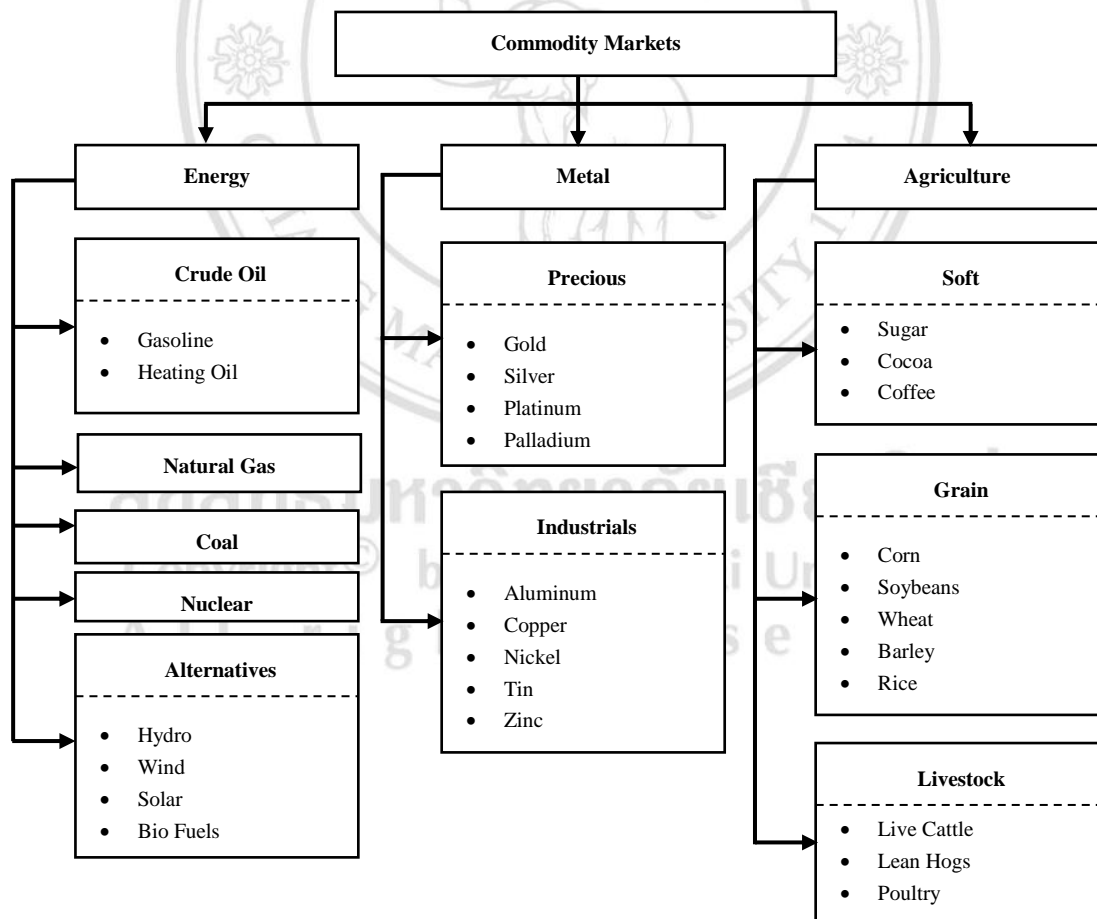 Commodity Markets
Energy
Crude Oil
• Gasoline
• Heating Oil
Natural Gas
Coal
Nuclear
Alternatives
• Hydro
• Wind
• Solar
• Bio Fuels
Metal
Precious
• Gold
• Silver
• Platinum
• Palladium
Industrials
• Aluminum
• Copper
• Nickel
• Tin
• Zinc
Agriculture
Soft
• Sugar
• Cocoa
• Coffee
Grain
• Corn
• Soybeans
• Wheat
• Barley
• Rice
Livestock
• Live Cattle
• Lean Hogs
• Poultry